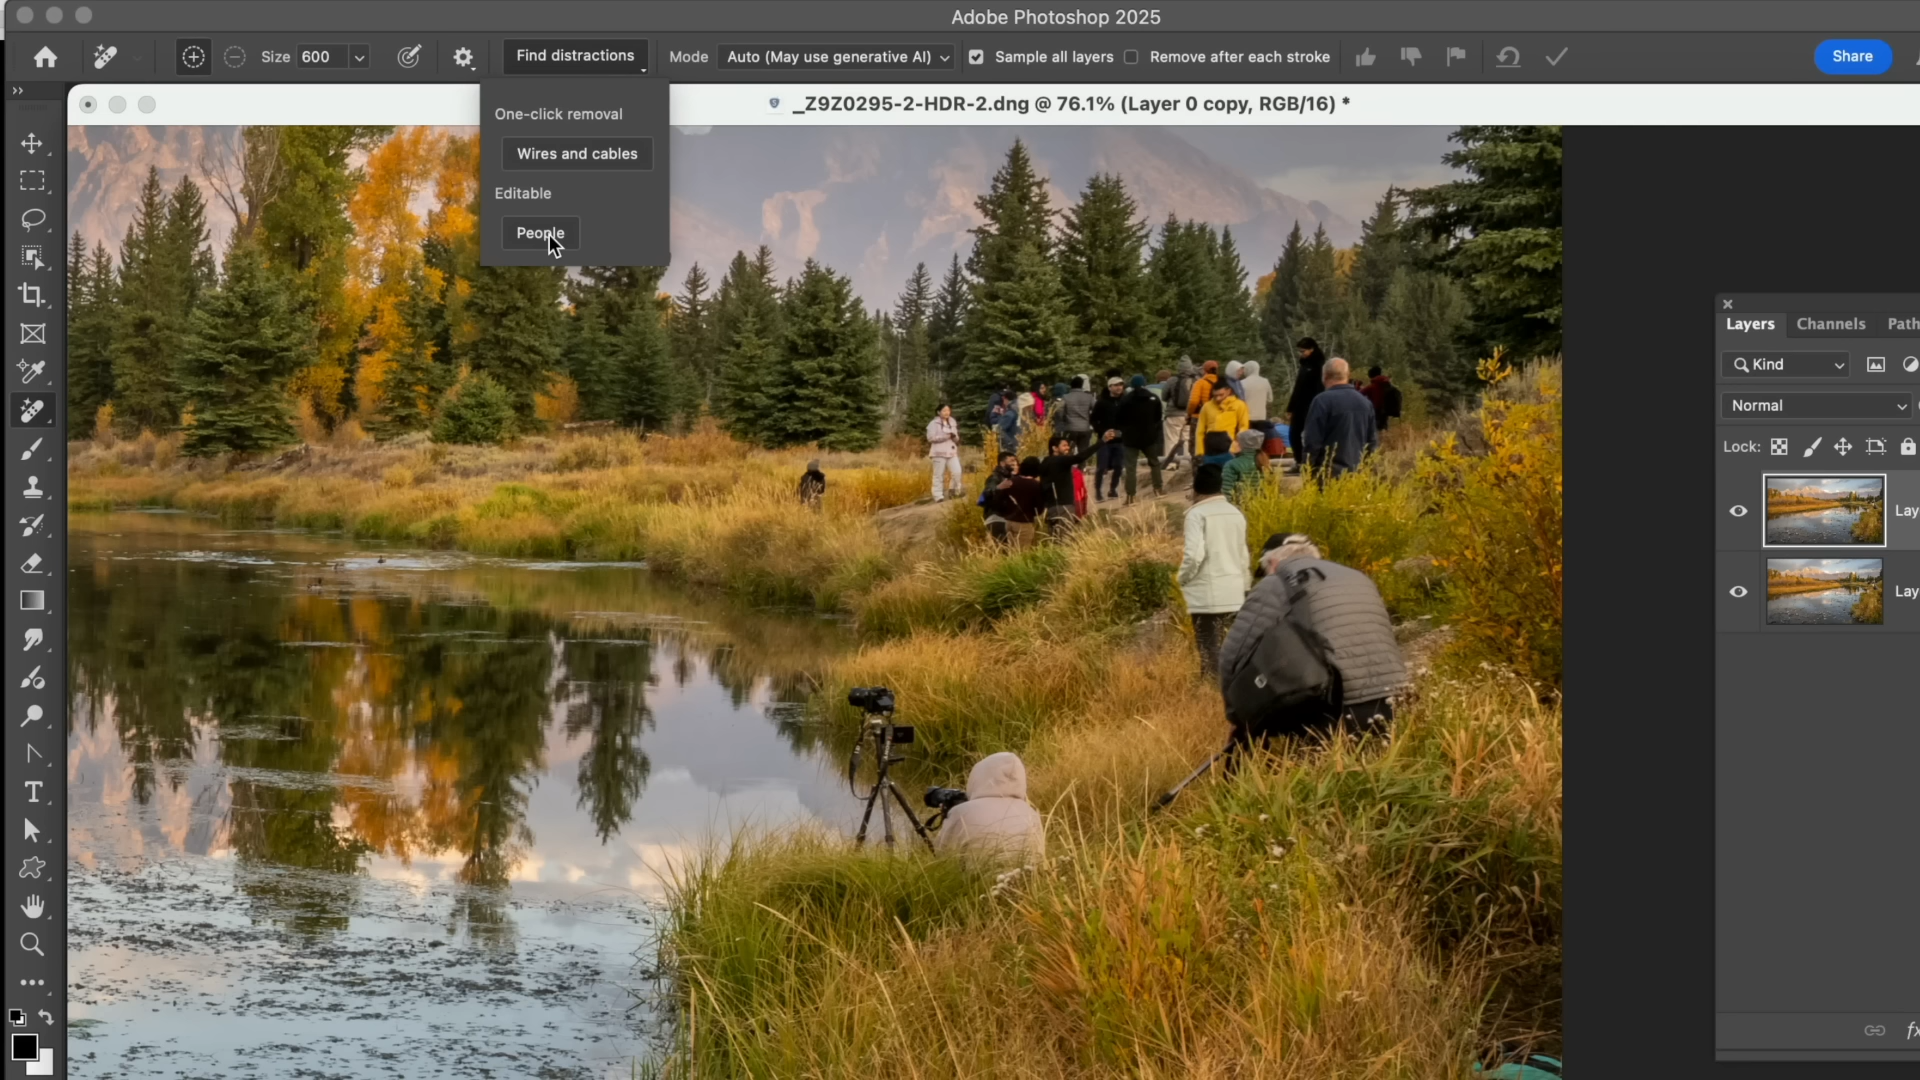 Adobe Photoshop 2025
Size 600 Find distractions Mode Auto (May use generative AI) Sample all layers Remove after each stroke Share
_Z9Z0295-2-HDR-2.dng @ 76.1% (Layer 0 copy, RGB/16) *
One-click removal
Wires and cables
Editable
People
Layers Channels Path
Kind
Normal
Lock:
Lay
Lay
fx